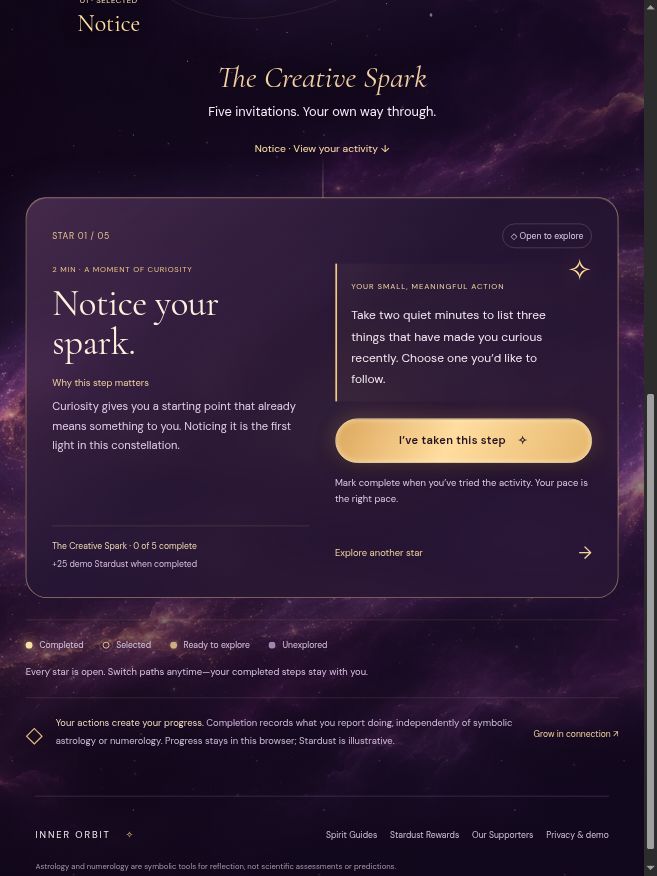 01 · SELECTED
Notice
The Creative Spark
Five invitations. Your own way through.
Notice · View your activity ↓
STAR 01 / 05
◇ Open to explore
2 MIN · A MOMENT OF CURIOSITY
Notice your
spark.
Why this step matters
Curiosity gives you a starting point that already
means something to you. Noticing it is the first
light in this constellation.
The Creative Spark · 0 of 5 complete
+25 demo Stardust when completed
YOUR SMALL, MEANINGFUL ACTION
Take two quiet minutes to list three
things that have made you curious
recently. Choose one you’d like to
follow.
I’ve taken this step ✧
Mark complete when you’ve tried the activity. Your pace is
the right pace.
Explore another star →
Completed Selected Ready to explore Unexplored
Every star is open. Switch paths anytime—your completed steps stay with you.
Your actions create your progress. Completion records what you report doing, independently of symbolic
astrology or numerology. Progress stays in this browser; Stardust is illustrative.
Grow in connection ↗
INNER ORBIT ✧
Spirit Guides Stardust Rewards Our Supporters Privacy & demo
Astrology and numerology are symbolic tools for reflection, not scientific assessments or predictions.